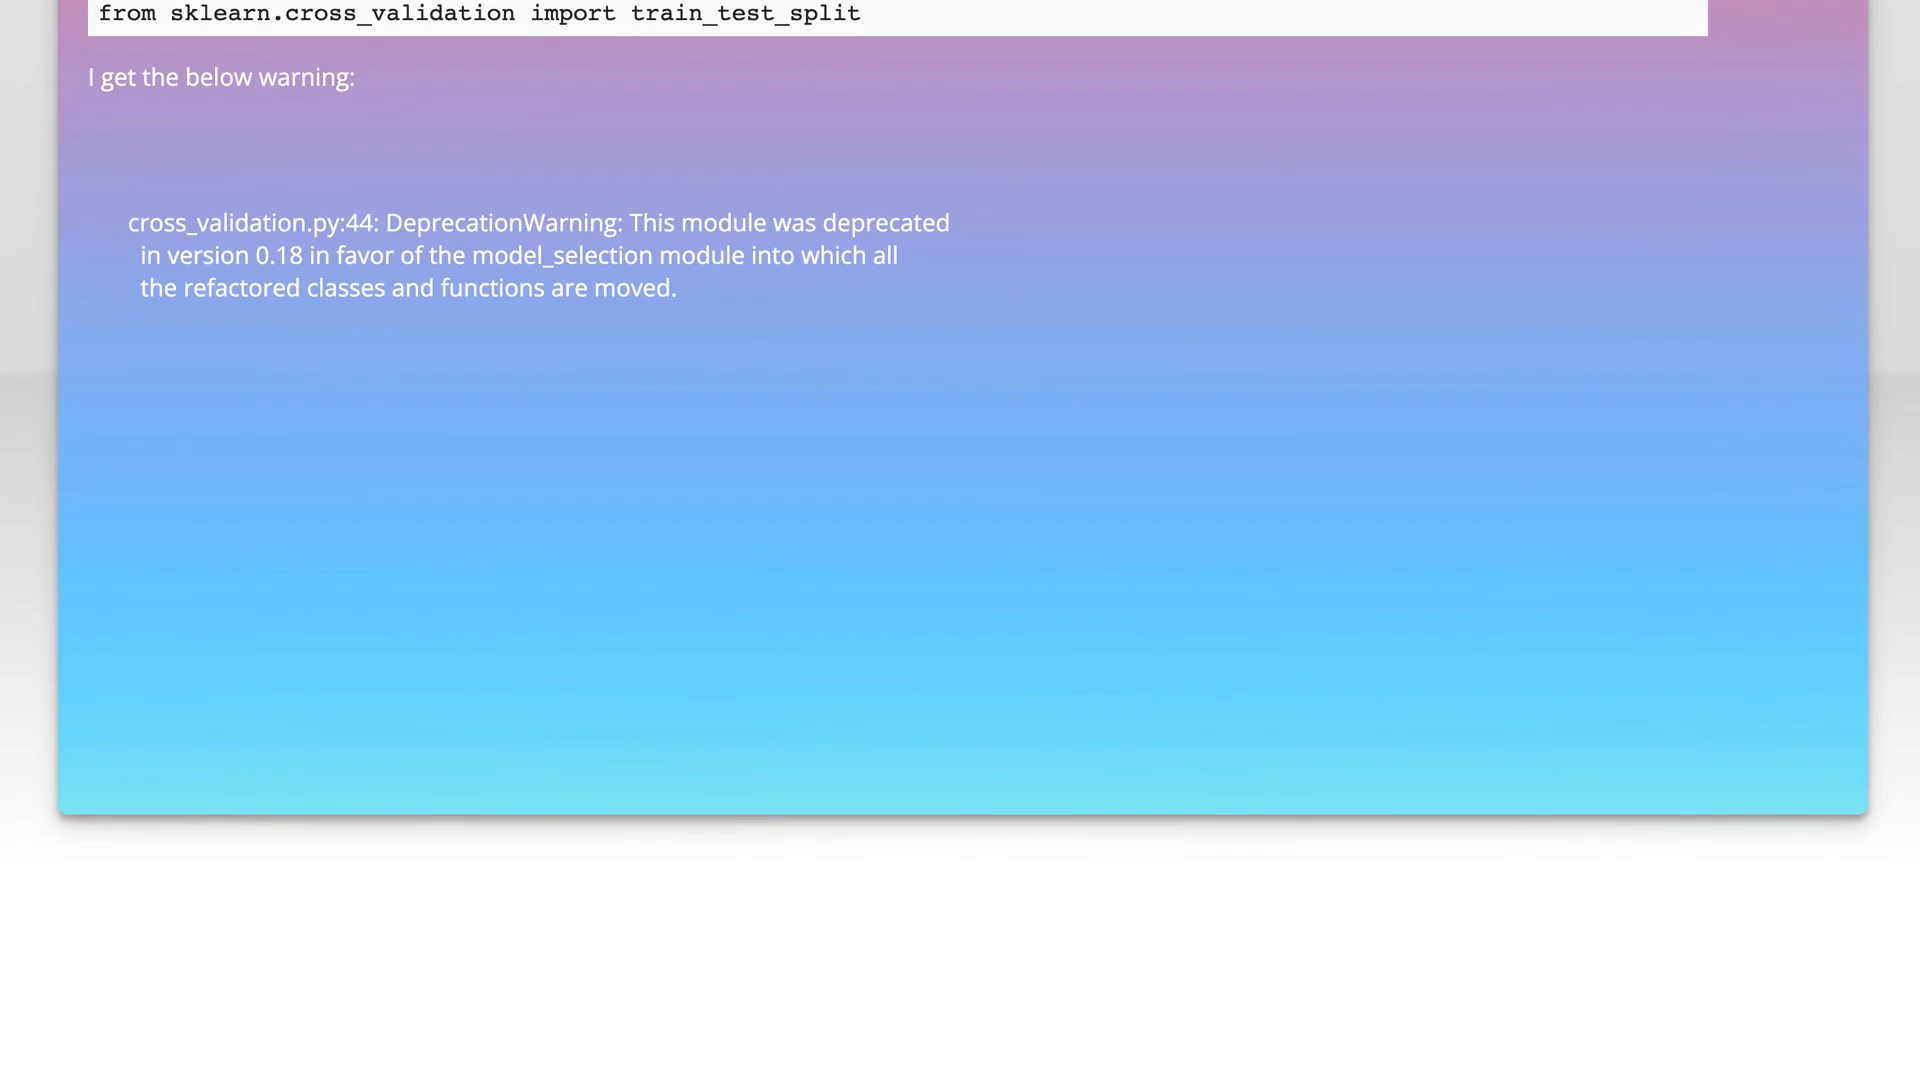 from sklearn.cross_validation import train_test_split
I get the below warning:
cross_validation.py:44: DeprecationWarning: This module was deprecated
in version 0.18 in favor of the model_selection module into which all
the refactored classes and functions are moved.